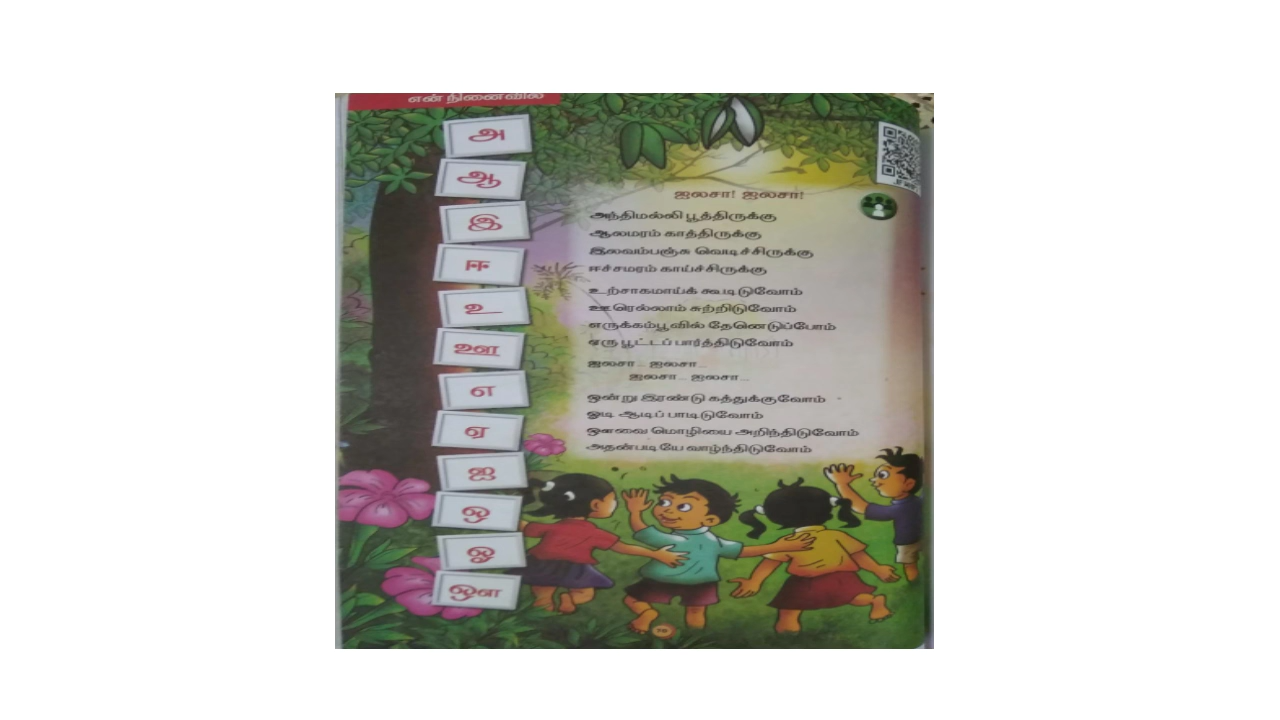 என் நினைவில்
அ
ஆ
இ
ஈ
உ
ஊ
எ
ஏ
ஐ
ஒ
ஓ
ஔ
ஐலசா! ஐலசா!
அந்திமல்லி பூத்திருக்கு
ஆலமரம் காத்திருக்கு
இலவம்பஞ்சு வெடிச்சிருக்கு
ஈச்சமரம் காய்ச்சிருக்கு
உற்சாகமாய்க் கூடிடுவோம்
ஊரெல்லாம் சுற்றிடுவோம்
எருக்கம்பூவில் தேனெடுப்போம்
ஏரு பூட்டப் பார்த்திடுவோம்
ஐலசா... ஐலசா...
ஐலசா... ஐலசா...
ஒன்று இரண்டு கத்துக்குவோம்
ஓடி ஆடிப் பாடிடுவோம்
ஔவை மொழியை அறிந்திடுவோம்
அதன்படியே வாழ்ந்திடுவோம்